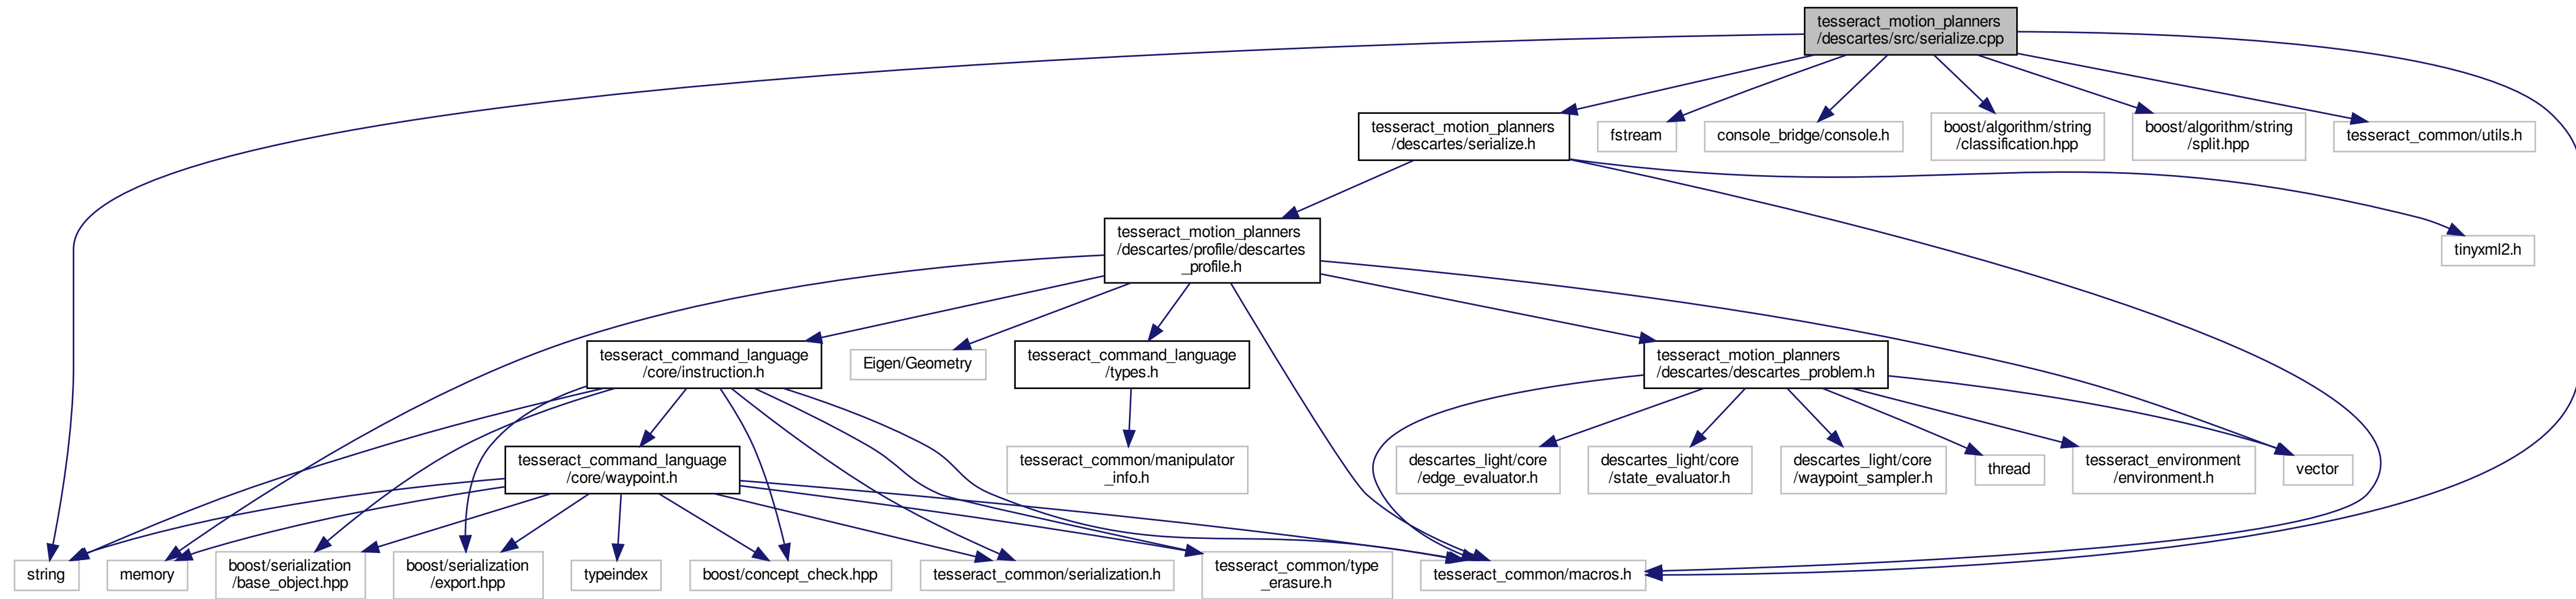 tesseract_motion_planners
/descartes/src/serialize.cpp
tesseract_motion_planners
/descartes/serialize.h
fstream
console_bridge/console.h
boost/algorithm/string
/classification.hpp
boost/algorithm/string
/split.hpp
tesseract_common/utils.h
tesseract_motion_planners
/descartes/profile/descartes
_profile.h
tinyxml2.h
tesseract_command_language
/core/instruction.h
Eigen/Geometry
tesseract_command_language
/types.h
tesseract_motion_planners
/descartes/descartes_problem.h
tesseract_command_language
/core/waypoint.h
tesseract_common/manipulator
_info.h
descartes_light/core
/edge_evaluator.h
descartes_light/core
/state_evaluator.h
descartes_light/core
/waypoint_sampler.h
thread
tesseract_environment
/environment.h
vector
string
memory
boost/serialization
/base_object.hpp
boost/serialization
/export.hpp
typeindex
boost/concept_check.hpp
tesseract_common/serialization.h
tesseract_common/type
_erasure.h
tesseract_common/macros.h